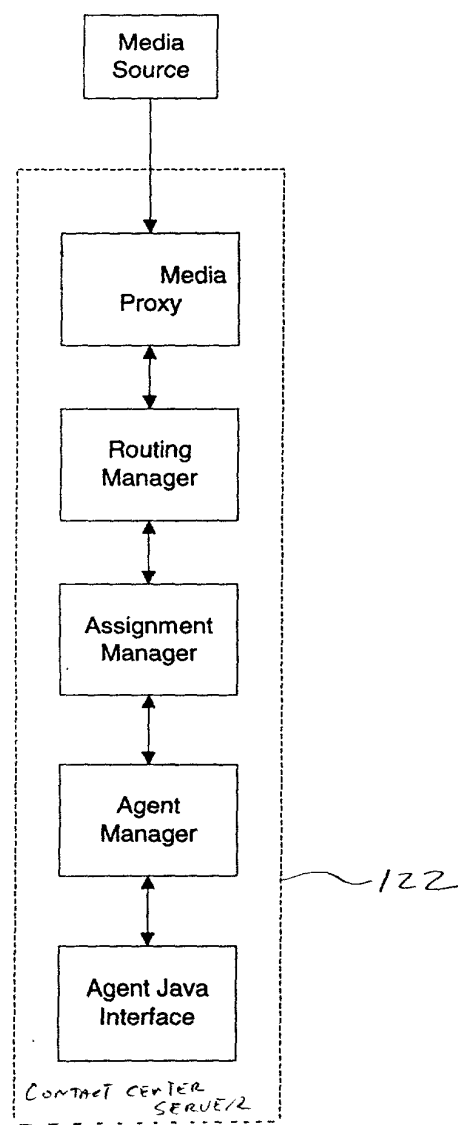 Media
Source
Media
Proxy
Routing
Manager
Assignment
Manager
Agent
Manager
122
Agent Java
Interface
CONTACT CENTER
SERVER